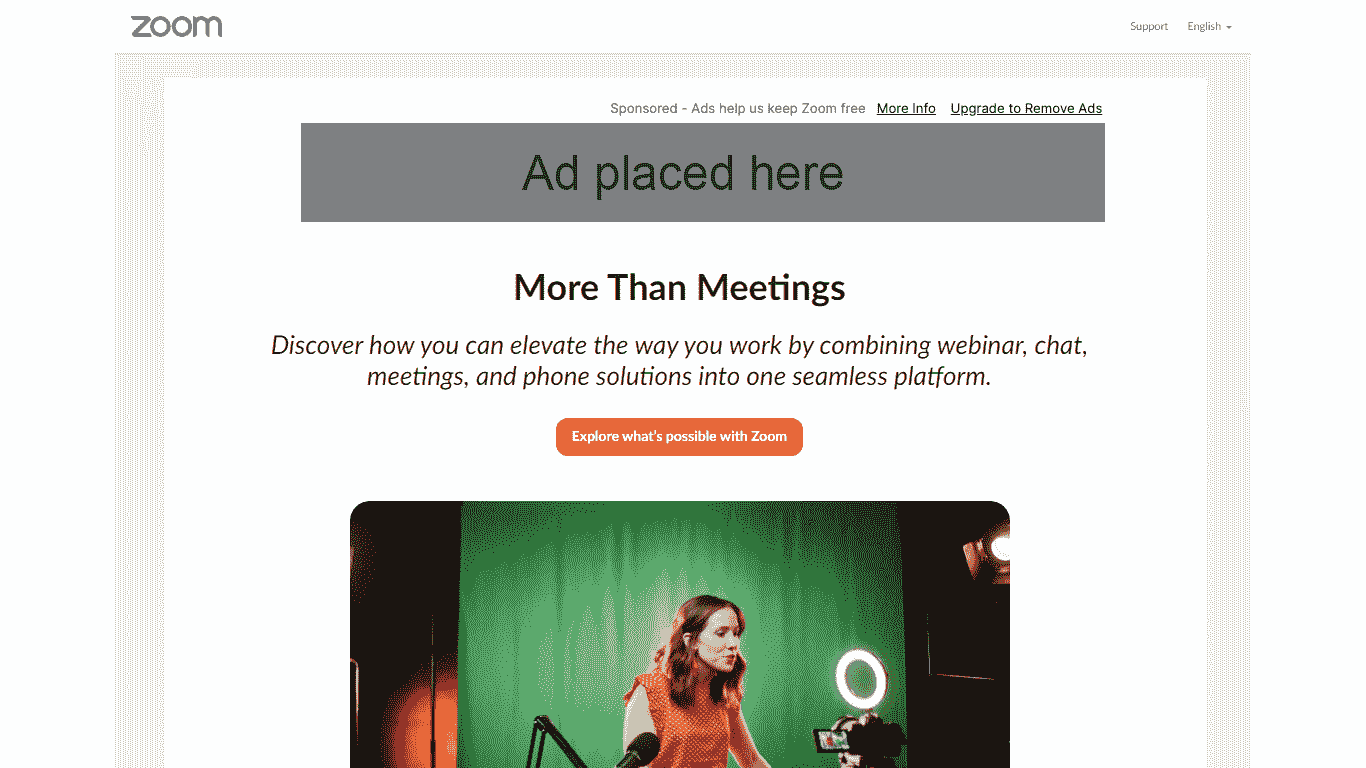 zoom
Support English
Sponsored - Ads help us keep Zoom free More Info Upgrade to Remove Ads
Ad placed here
More Than Meetings
Discover how you can elevate the way you work by combining webinar, chat,
meetings, and phone solutions into one seamless platform.
Explore what's possible with Zoom